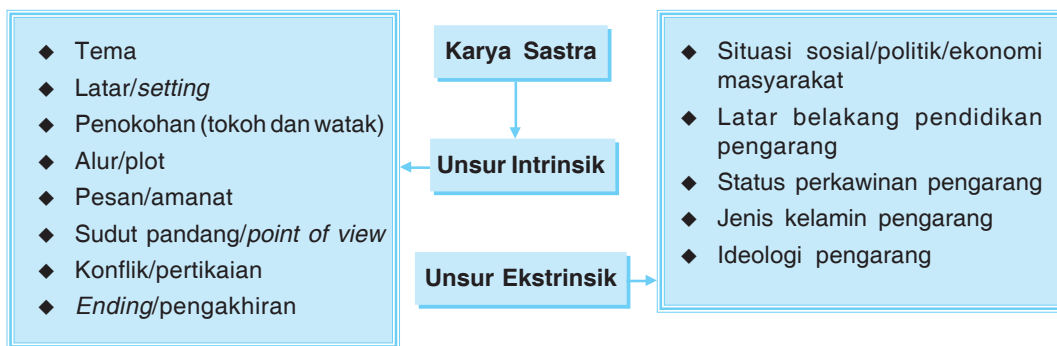 ◆ Tema
◆ Latar/setting
◆ Penokohan (tokoh dan watak)
◆ Alur/plot
◆ Pesan/amanat
◆ Sudut pandang/point of view
◆ Konflik/pertikaian
◆ Ending/pengakhiran
Karya Sastra
Unsur Intrinsik
Unsur Ekstrinsik
◆ Situasi sosial/politik/ekonomi
masyarakat
◆ Latar belakang pendidikan
pengarang
◆ Status perkawinan pengarang
◆ Jenis kelamin pengarang
◆ Ideologi pengarang